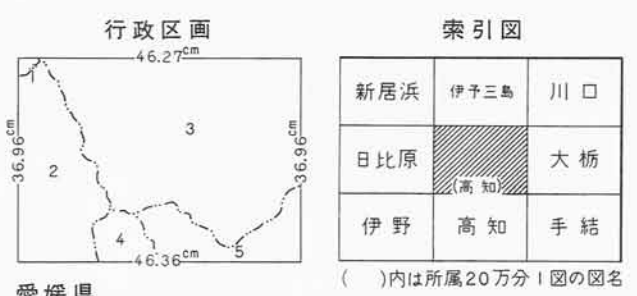 行政区画
46.27cm
36.96cm
36.96cm
1
2
3
4
5
46.36cm
愛媛県
索引図
新居浜 伊予三島 川口
日比原 (高知) 大栃
伊野 高知 手結
( )内は所属20万分1図の図名